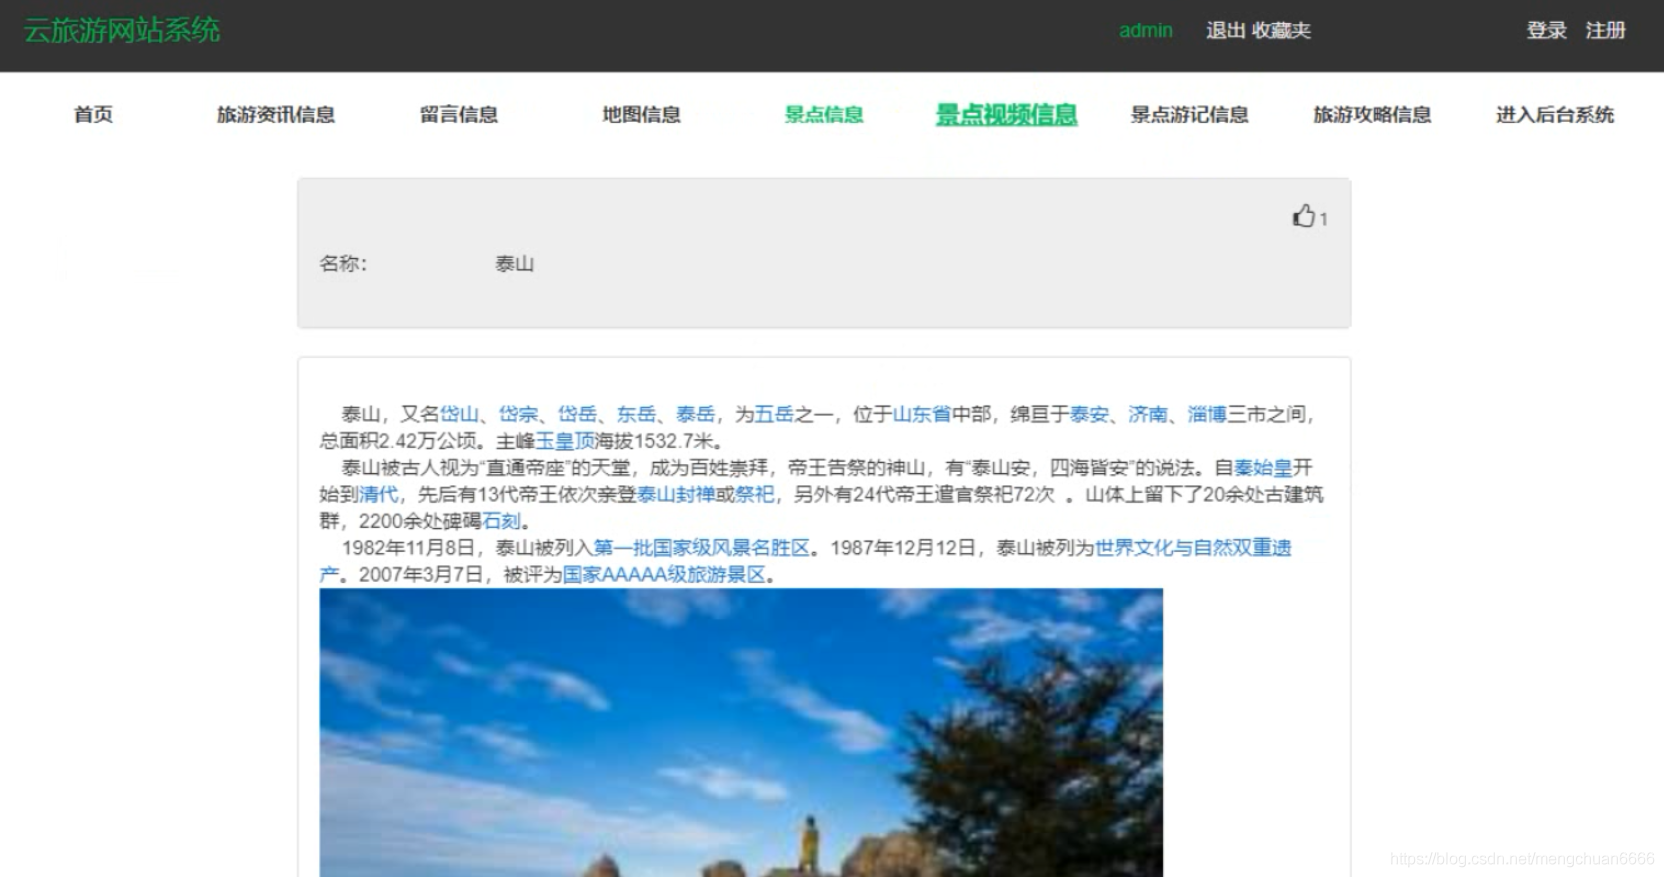 云旅游网站系统 admin 退出 收藏夹 登录 注册
首页 旅游资讯信息 留言信息 地图信息 景点信息 景点视频信息 景点游记信息 旅游攻略信息 进入后台系统
1
名称： 泰山
泰山，又名岱山、岱宗、岱岳、东岳、泰岳，为五岳之一，位于山东省中部，绵亘于泰安、济南、淄博三市之间，
总面积2.42万公顷。主峰玉皇顶海拔1532.7米。
泰山被古人视为“直通帝座”的天堂，成为百姓崇拜，帝王告祭的神山，有“泰山安，四海皆安”的说法。自秦始皇开
始到清代，先后有13代帝王依次亲登泰山封禅或祭祀，另外有24代帝王遣官祭祀72次 。山体上留下了20余处古建筑
群，2200余处碑碣石刻。
1982年11月8日，泰山被列入第一批国家级风景名胜区。1987年12月12日，泰山被列为世界文化与自然双重遗
产。2007年3月7日，被评为国家AAAAA级旅游景区。
https://blog.csdn.net/mengchuan6666